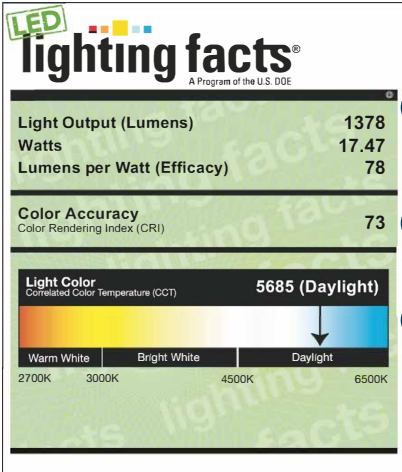 LED
lighting facts®
A Program of the U.S. DOE
Light Output (Lumens) 1378
Watts 17.47
Lumens per Watt (Efficacy) 78
Color Accuracy
Color Rendering Index (CRI) 73
Light Color
Correlated Color Temperature (CCT) 5685 (Daylight)
Warm White Bright White Daylight
2700K 3000K 4500K 6500K